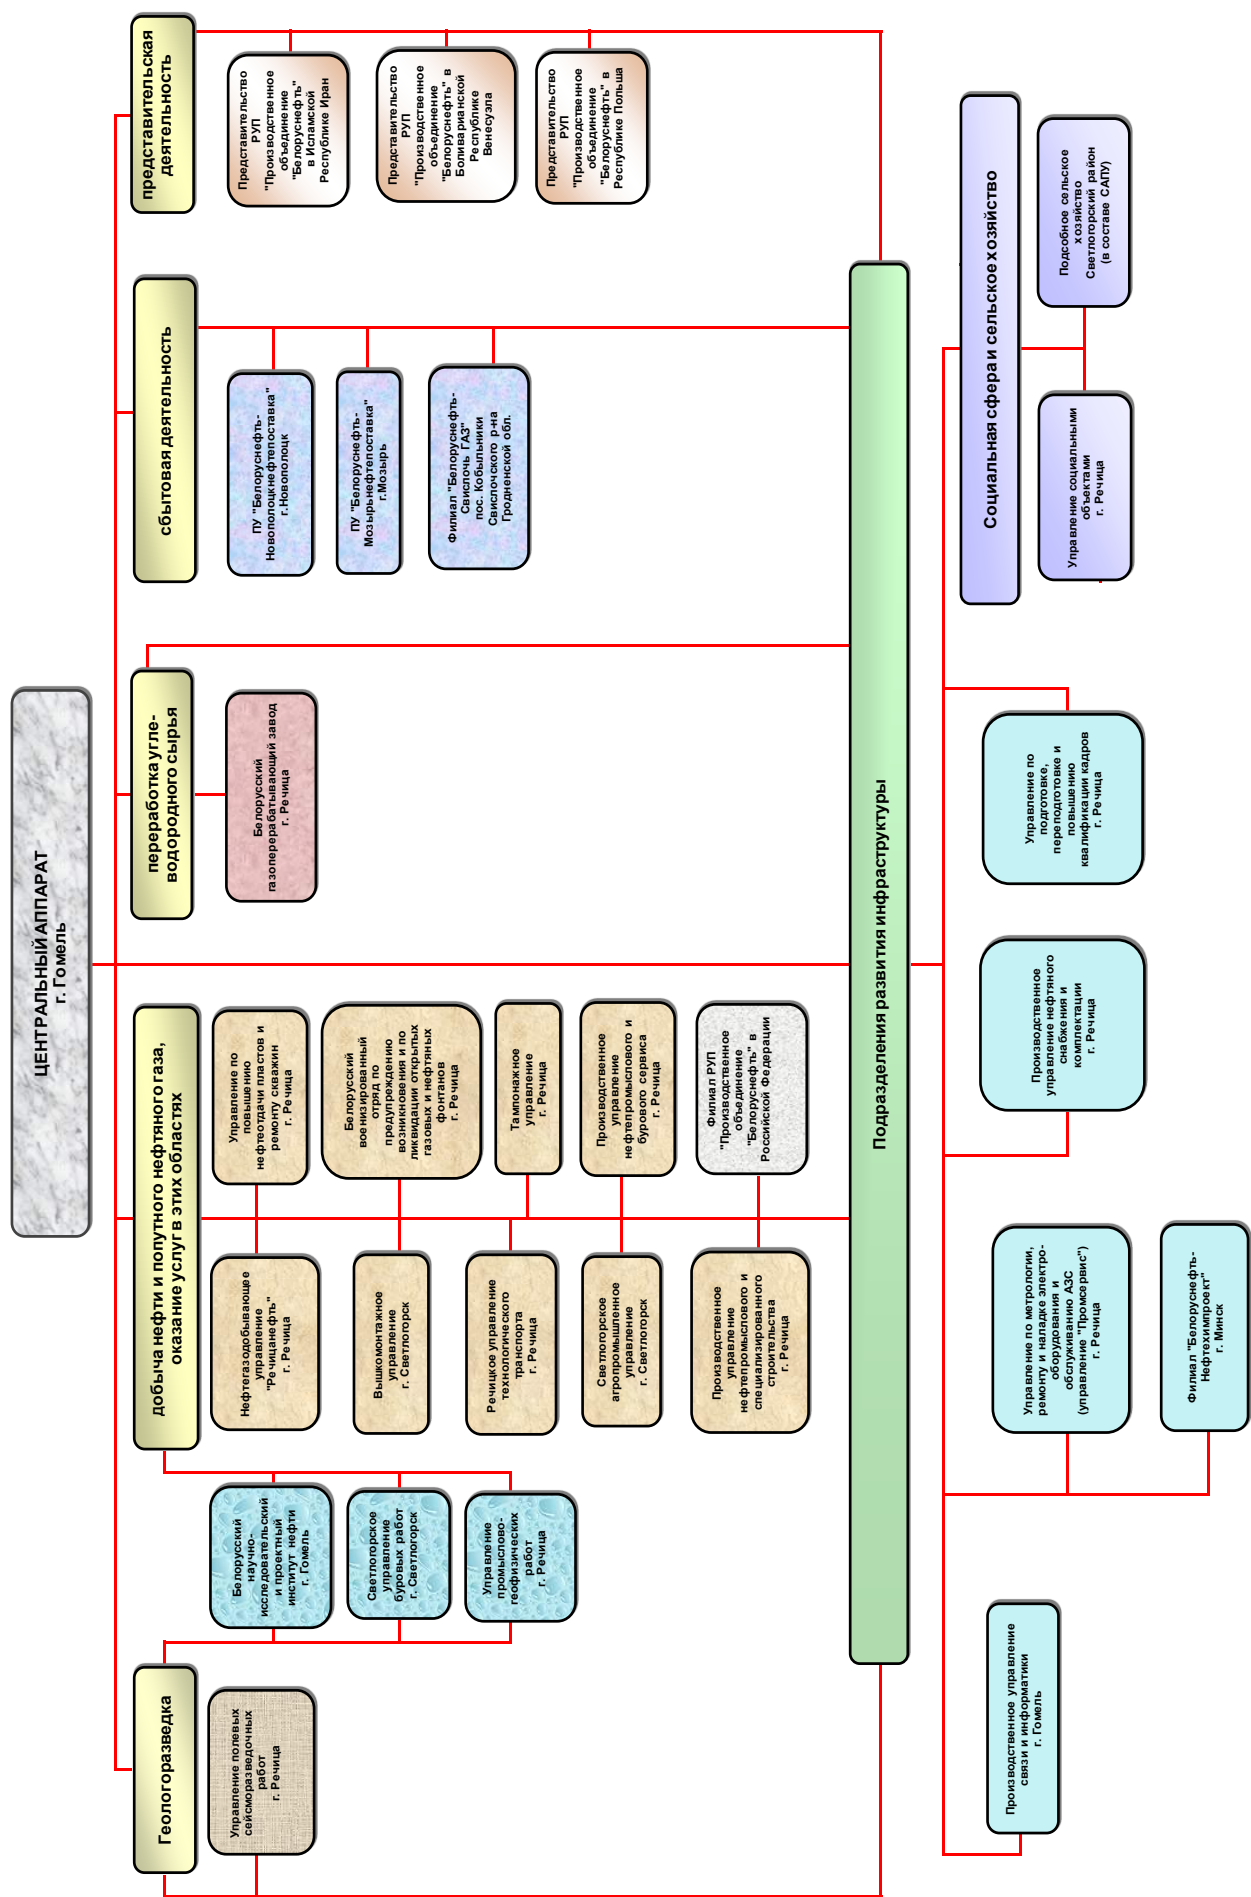 ЦЕНТРАЛЬНЫЙ АППАРАТ
г. Гомель
Геологоразведка
добыча нефти и попутного нефтяного газа,
оказание услуг в этих областях
переработка угле-
водородного сырья
сбытовая деятельность
представительская
деятельность
Управление полевых
сейсморазведочных
работ
г. Речица
Белорусский
научно-
исследовательский
и проектный
институт нефти
г. Гомель
Светлогорское
управление
буровых работ
г. Светлогорск
Управление
промыслово-
геофизических
работ
г. Речица
Нефтегазодобывающее
управление
"Речицанефть"
г. Речица
Вышкомонтажное
управление
г. Светлогорск
Речицкое управление
технологического
транспорта
г. Речица
Светлогорское
агропромышленное
управление
г. Светлогорск
Производственное
управление
нефтепромыслового и
специализированного
строительства
г. Речица
Управление по
повышению
нефтеотдачи пластов и
ремонту скважин
г. Речица
Белорусский
военизированный
отряд по
предупреждению
возникновения и по
ликвидации открытых
газовых и нефтяных
фонтанов
г. Речица
Тампонажное
управление
г. Речица
Производственное
управление
нефтепромыслового и
бурового сервиса
г. Речица
Филиал РУП
"Производственное
объединение
"Белоруснефть" в
Российской Федерации
Белорусский
газоперерабатывающий завод
г. Речица
ПУ "Белоруснефть-
Новополоцкнефтепоставка"
г.Новополоцк
ПУ "Белоруснефть-
Мозырьнефтепоставка"
г.Мозырь
Филиал "Белоруснефть-
Свислочь ГАЗ"
пос. Кобыльники
Свислочского р-на
Гродненской обл.
Представительство
РУП
"Производственное
объединение
"Белоруснефть"
в Исламской
Республике Иран
Представительство
РУП
"Производственное
объединение
"Белоруснефть" в
Боливарианской
Республике
Венесуэла
Представительство
РУП
"Производственное
объединение
"Белоруснефть" в
Республике Польша
Подразделения развития инфраструктуры
Производственное управление
связи и информатики
г. Гомель
Управление по метрологии,
ремонту и наладке электро-
оборудования и
обслуживанию АЗС
(управление "Промсервис")
г. Речица
Филиал "Белоруснефть-
Нефтехимпроект"
г. Минск
Производственное
управление нефтяного
снабжения и
комплектации
г. Речица
Управление по
подготовке,
переподготовке и
повышению
квалификации кадров
г. Речица
Социальная сфера и сельское хозяйство
Управление социальными
объектами
г. Речица
Подсобное сельское
хозяйство
Светлогорский район
(в составе САПУ)